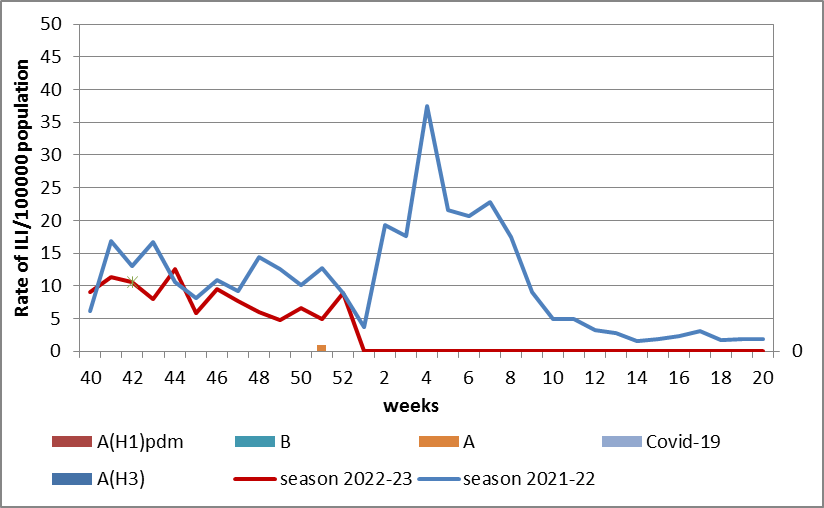 50
45
40
35
30
25
20
15
10
5
0
0
Rate of ILI/100000 population
40 42 44 46 48 50 52 2 4 6 8 10 12 14 16 18 20
weeks
A(H1)pdm B A Covid-19
A(H3) season 2022-23 season 2021-22